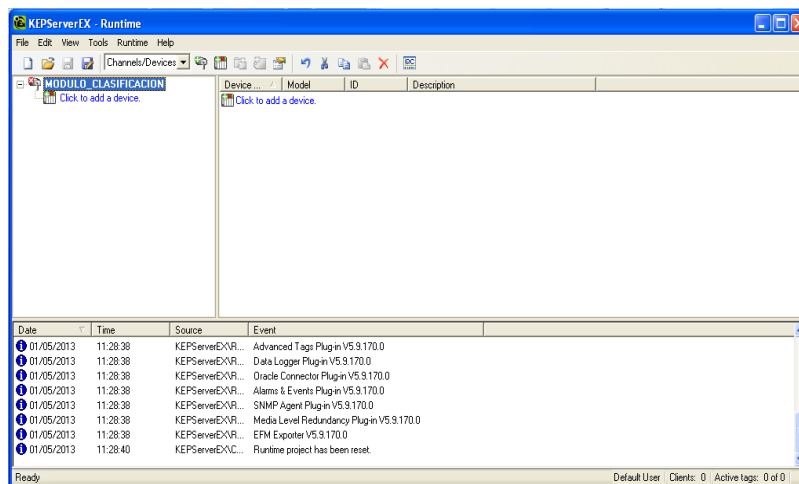 KEPServerEX - Runtime
File Edit View Tools Runtime Help
Channels/Devices
MODULO_CLASIFICACION
Click to add a device.
Device ... Model ID Description
Click to add a device.
Date Time Source Event
01/05/2013 11:28:38 KEPServerEX\R... Advanced Tags Plug-in V5.9.170.0
01/05/2013 11:28:38 KEPServerEX\R... Data Logger Plug-in V5.9.170.0
01/05/2013 11:28:38 KEPServerEX\R... Oracle Connector Plug-in V5.9.170.0
01/05/2013 11:28:38 KEPServerEX\R... Alarms & Events Plug-in V5.9.170.0
01/05/2013 11:28:38 KEPServerEX\R... SNMP Agent Plug-in V5.9.170.0
01/05/2013 11:28:38 KEPServerEX\R... Media Level Redundancy Plug-in V5.9.170.0
01/05/2013 11:28:38 KEPServerEX\R... EFM Exporter V5.9.170.0
01/05/2013 11:28:40 KEPServerEX\C... Runtime project has been reset.
Ready Default User Clients: 0 Active tags: 0 of 0